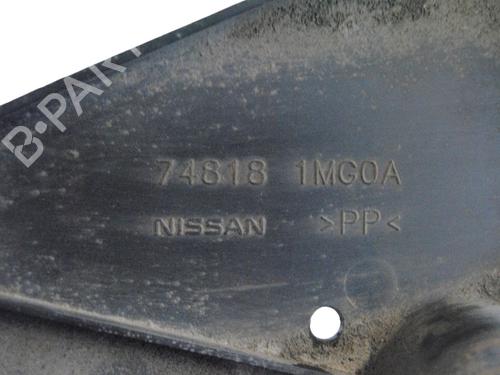 B-PARTS
74818 1MG0A
NISSAN >PP<